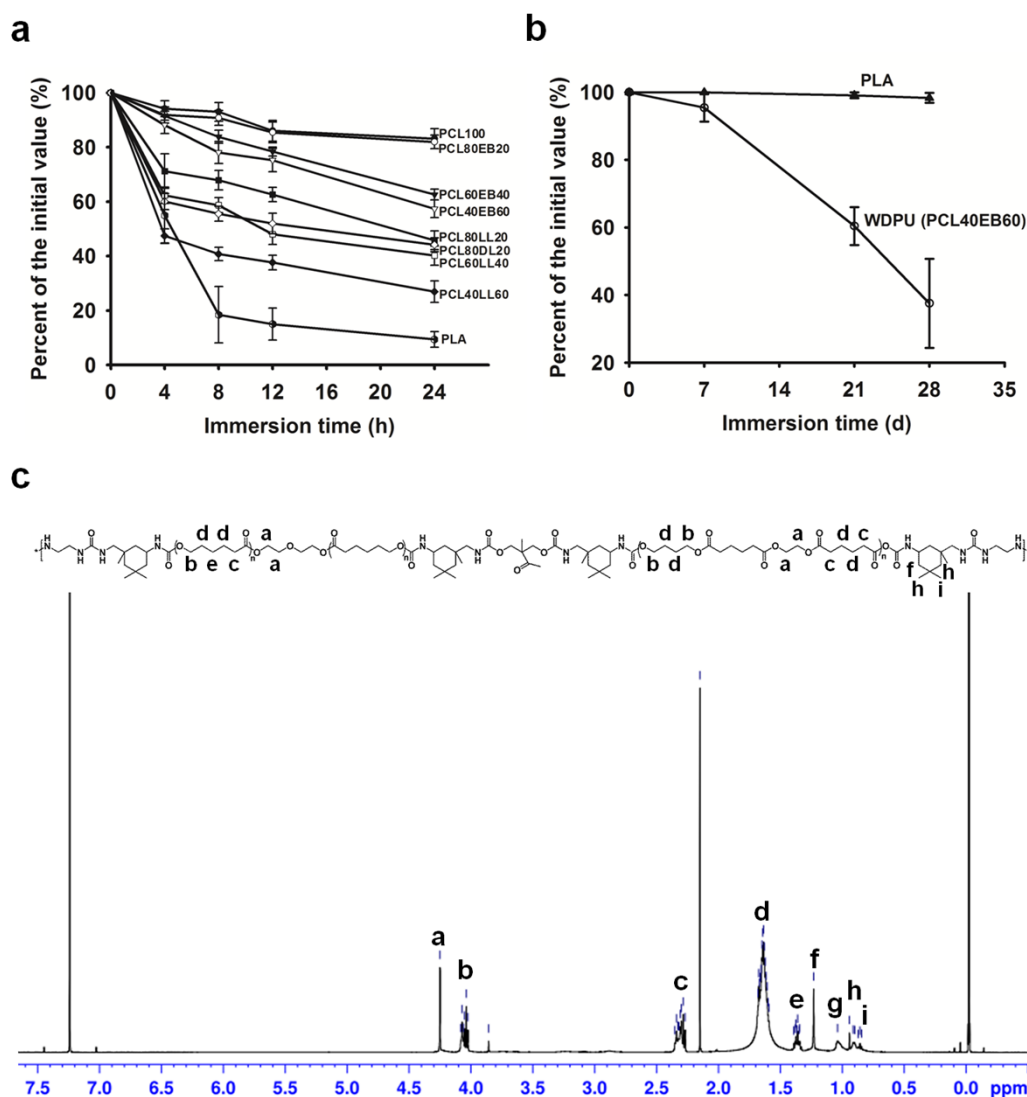 a
Percent of the initial value (%)
100
80
60
40
20
0
PCL100
PCL80EB20
PCL60EB40
PCL40EB60
PCL80LL20
PCL80DL20
PCL60LL40
PCL40LL60
PLA
0 4 8 12 16 20 24
Immersion time (h)
b
Percent of the initial value (%)
100
80
60
40
20
PLA
WDPU (PCL40EB60)
0 7 14 21 28 35
Immersion time (d)
c
d d a
b e c a
d b a d c
b d a c d
f h
h i
a
b
c
d
e
f
g
h
i
7.5 7.0 6.5 6.0 5.5 5.0 4.5 4.0 3.5 3.0 2.5 2.0 1.5 1.0 0.5 0.0 ppm